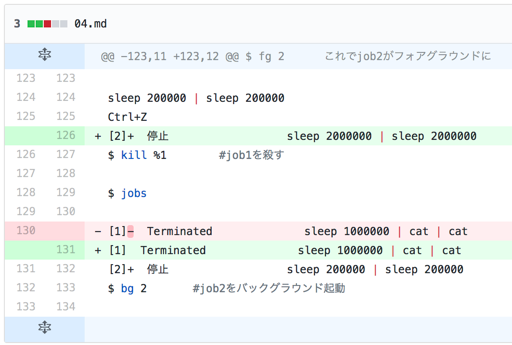 3 04.md
@@ -123,11 +123,12 @@ $ fg 2 これでjob2がフォアグラウンドに
123 123
124 124 sleep 200000 | sleep 200000
125 125 Ctrl+Z
126 + [2]+ 停止 sleep 2000000 | sleep 2000000
126 127 $ kill %1 #job1を殺す
127 128
128 129 $ jobs
129 130
130 - [1]- Terminated sleep 1000000 | cat | cat
131 + [1] Terminated sleep 1000000 | cat | cat
131 132 [2]+ 停止 sleep 200000 | sleep 200000
132 133 $ bg 2 #job2をバックグラウンド起動
133 134